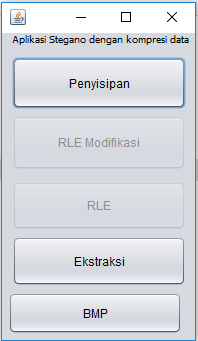 Aplikasi Stegano dengan kompresi data
Penyisipan
RLE Modifikasi
RLE
Ekstraksi
BMP